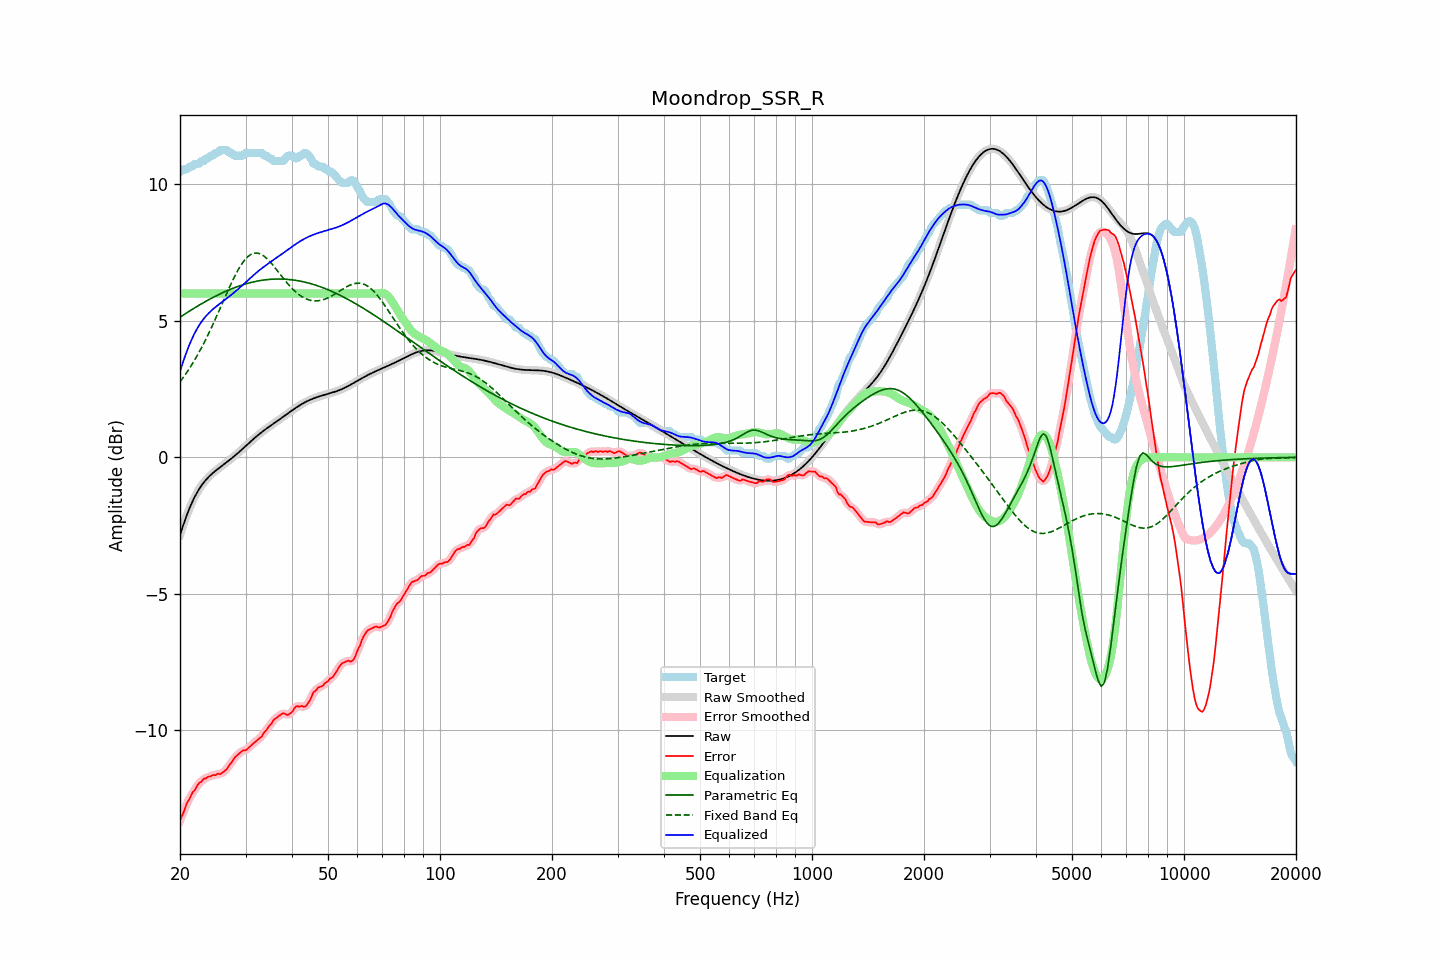 Moondrop_SSR_R
Amplitude (dBr)
10
5
0
−5
−10
Target
Raw Smoothed
Error Smoothed
Raw
Error
Equalization
Parametric Eq
Fixed Band Eq
Equalized
20 50 100 200 500 1000 2000 5000 10000 20000
Frequency (Hz)